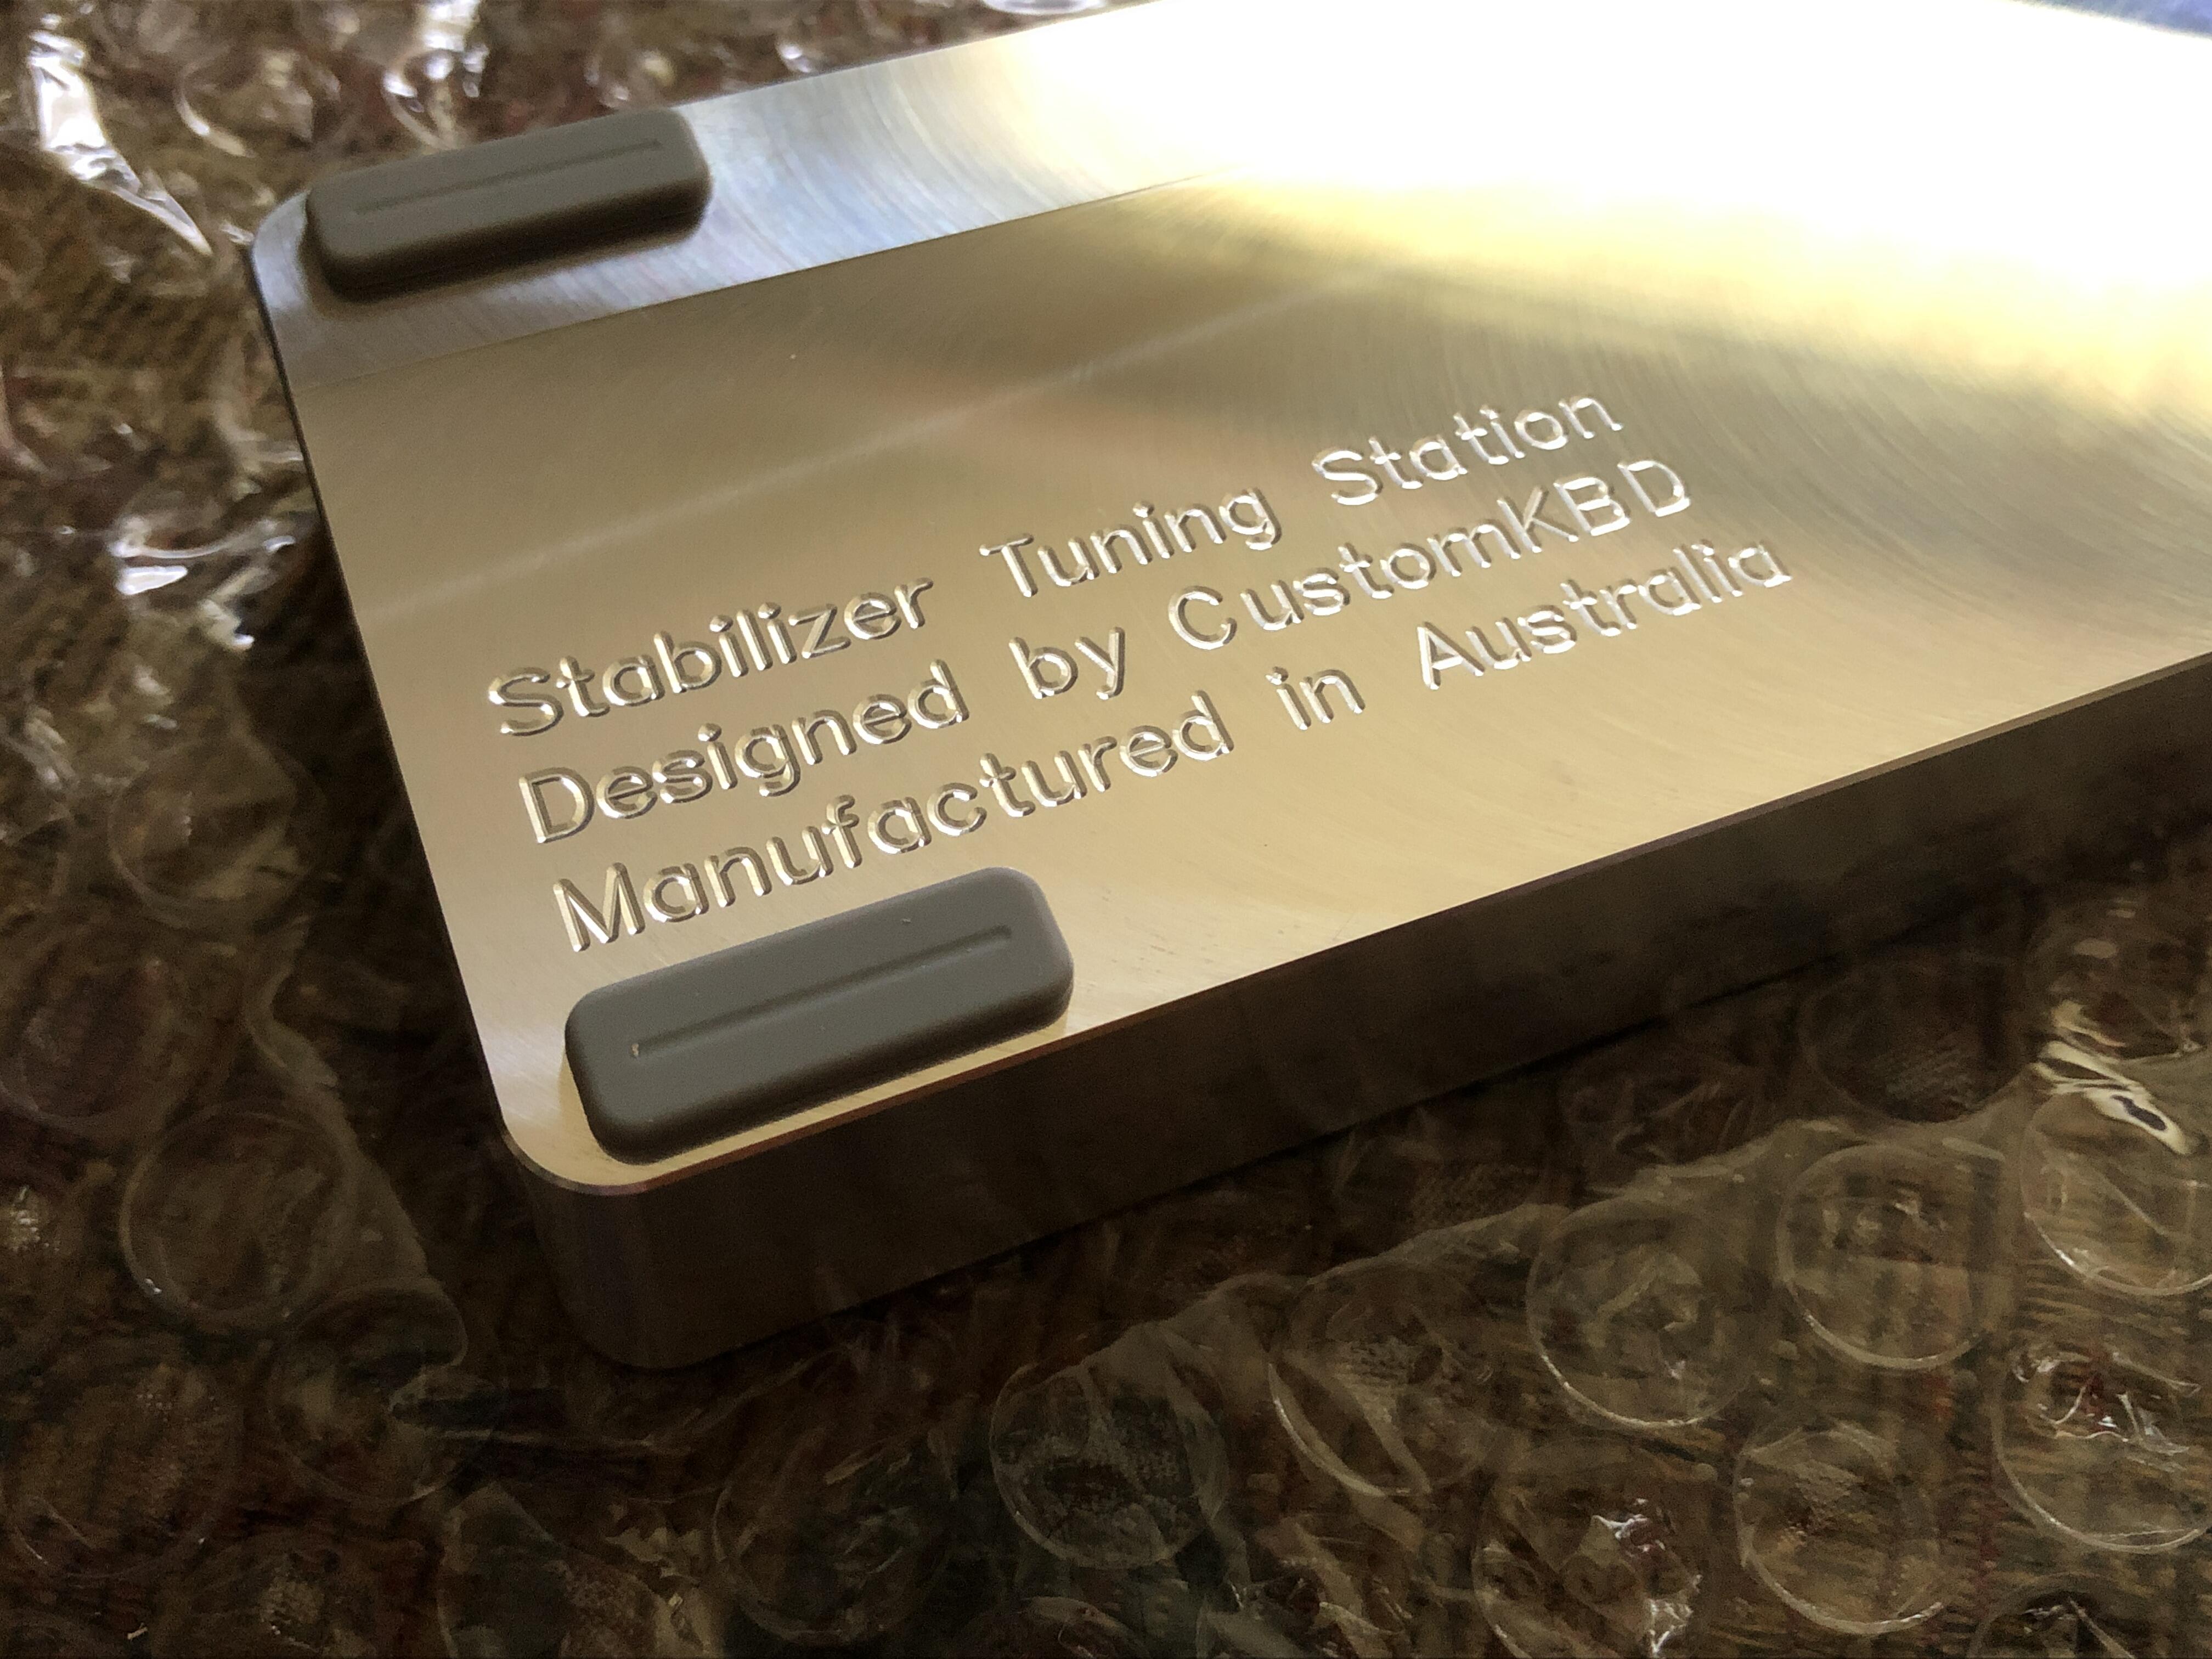 Stabilizer Tuning Station
Designed by CustomKBD
Manufactured in Australia